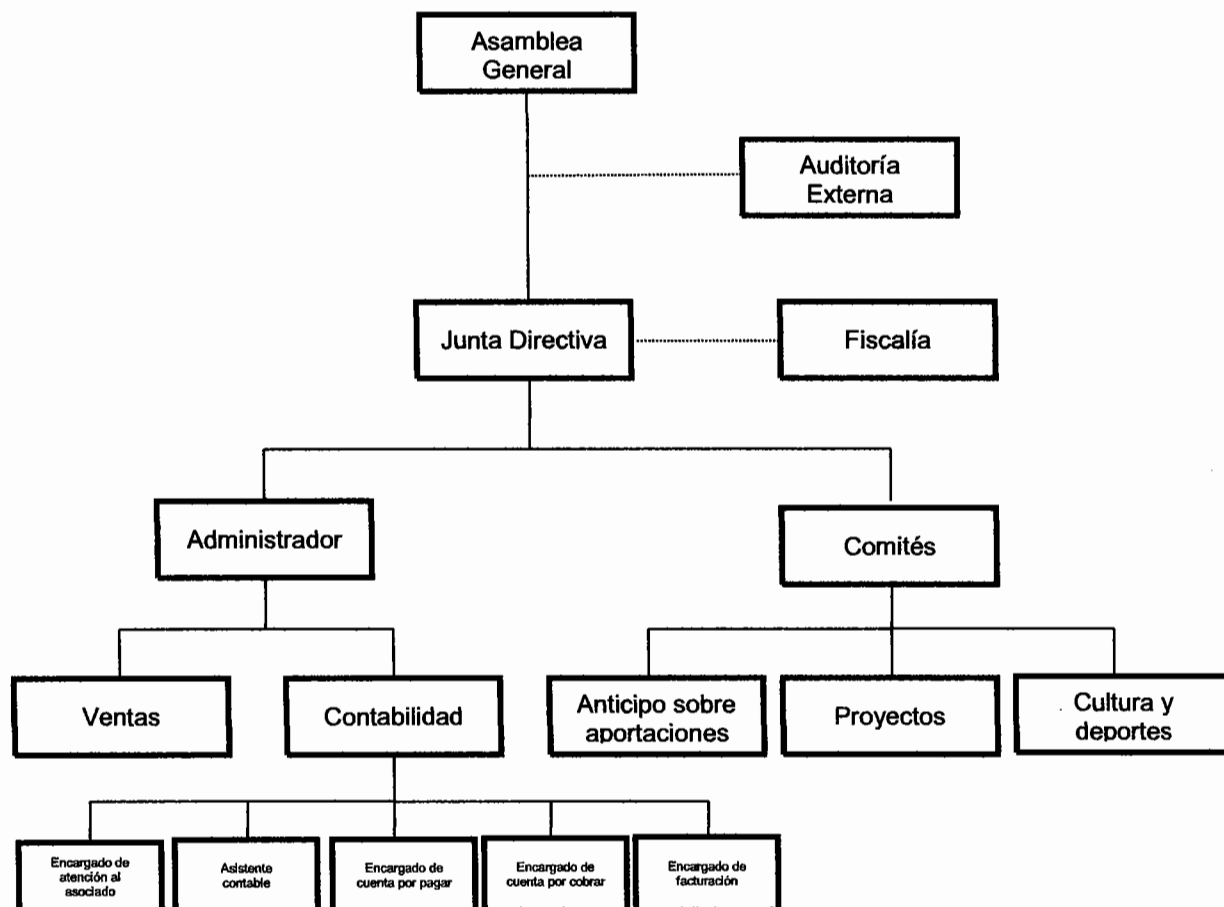 Asamblea
General
Auditoría
Externa
Junta Directiva
Fiscalía
Administrador
Comités
Ventas
Contabilidad
Anticipo sobre
aportaciones
Proyectos
Cultura y
deportes
Encargado de
atención al
asociado
Asistente
contable
Encargado de
cuenta por pagar
Encargado de
cuenta por cobrar
Encargado de
facturación